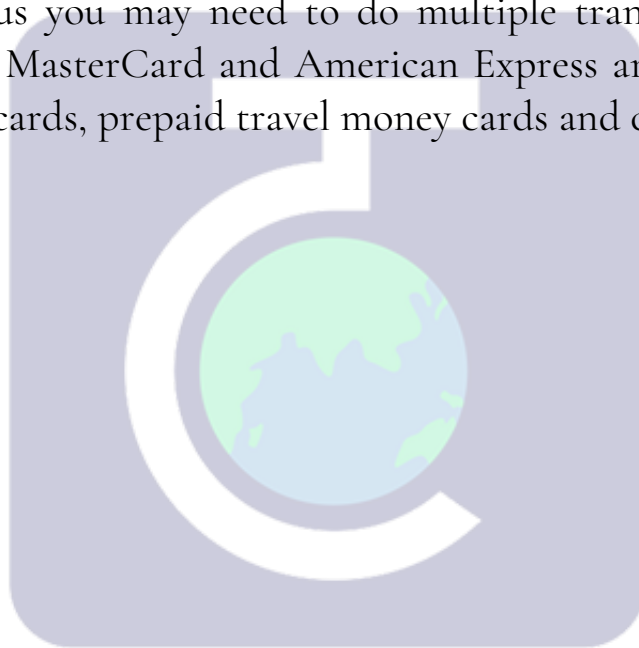 us you may need to do multiple tran
MasterCard and American Express an
cards, prepaid travel money cards and